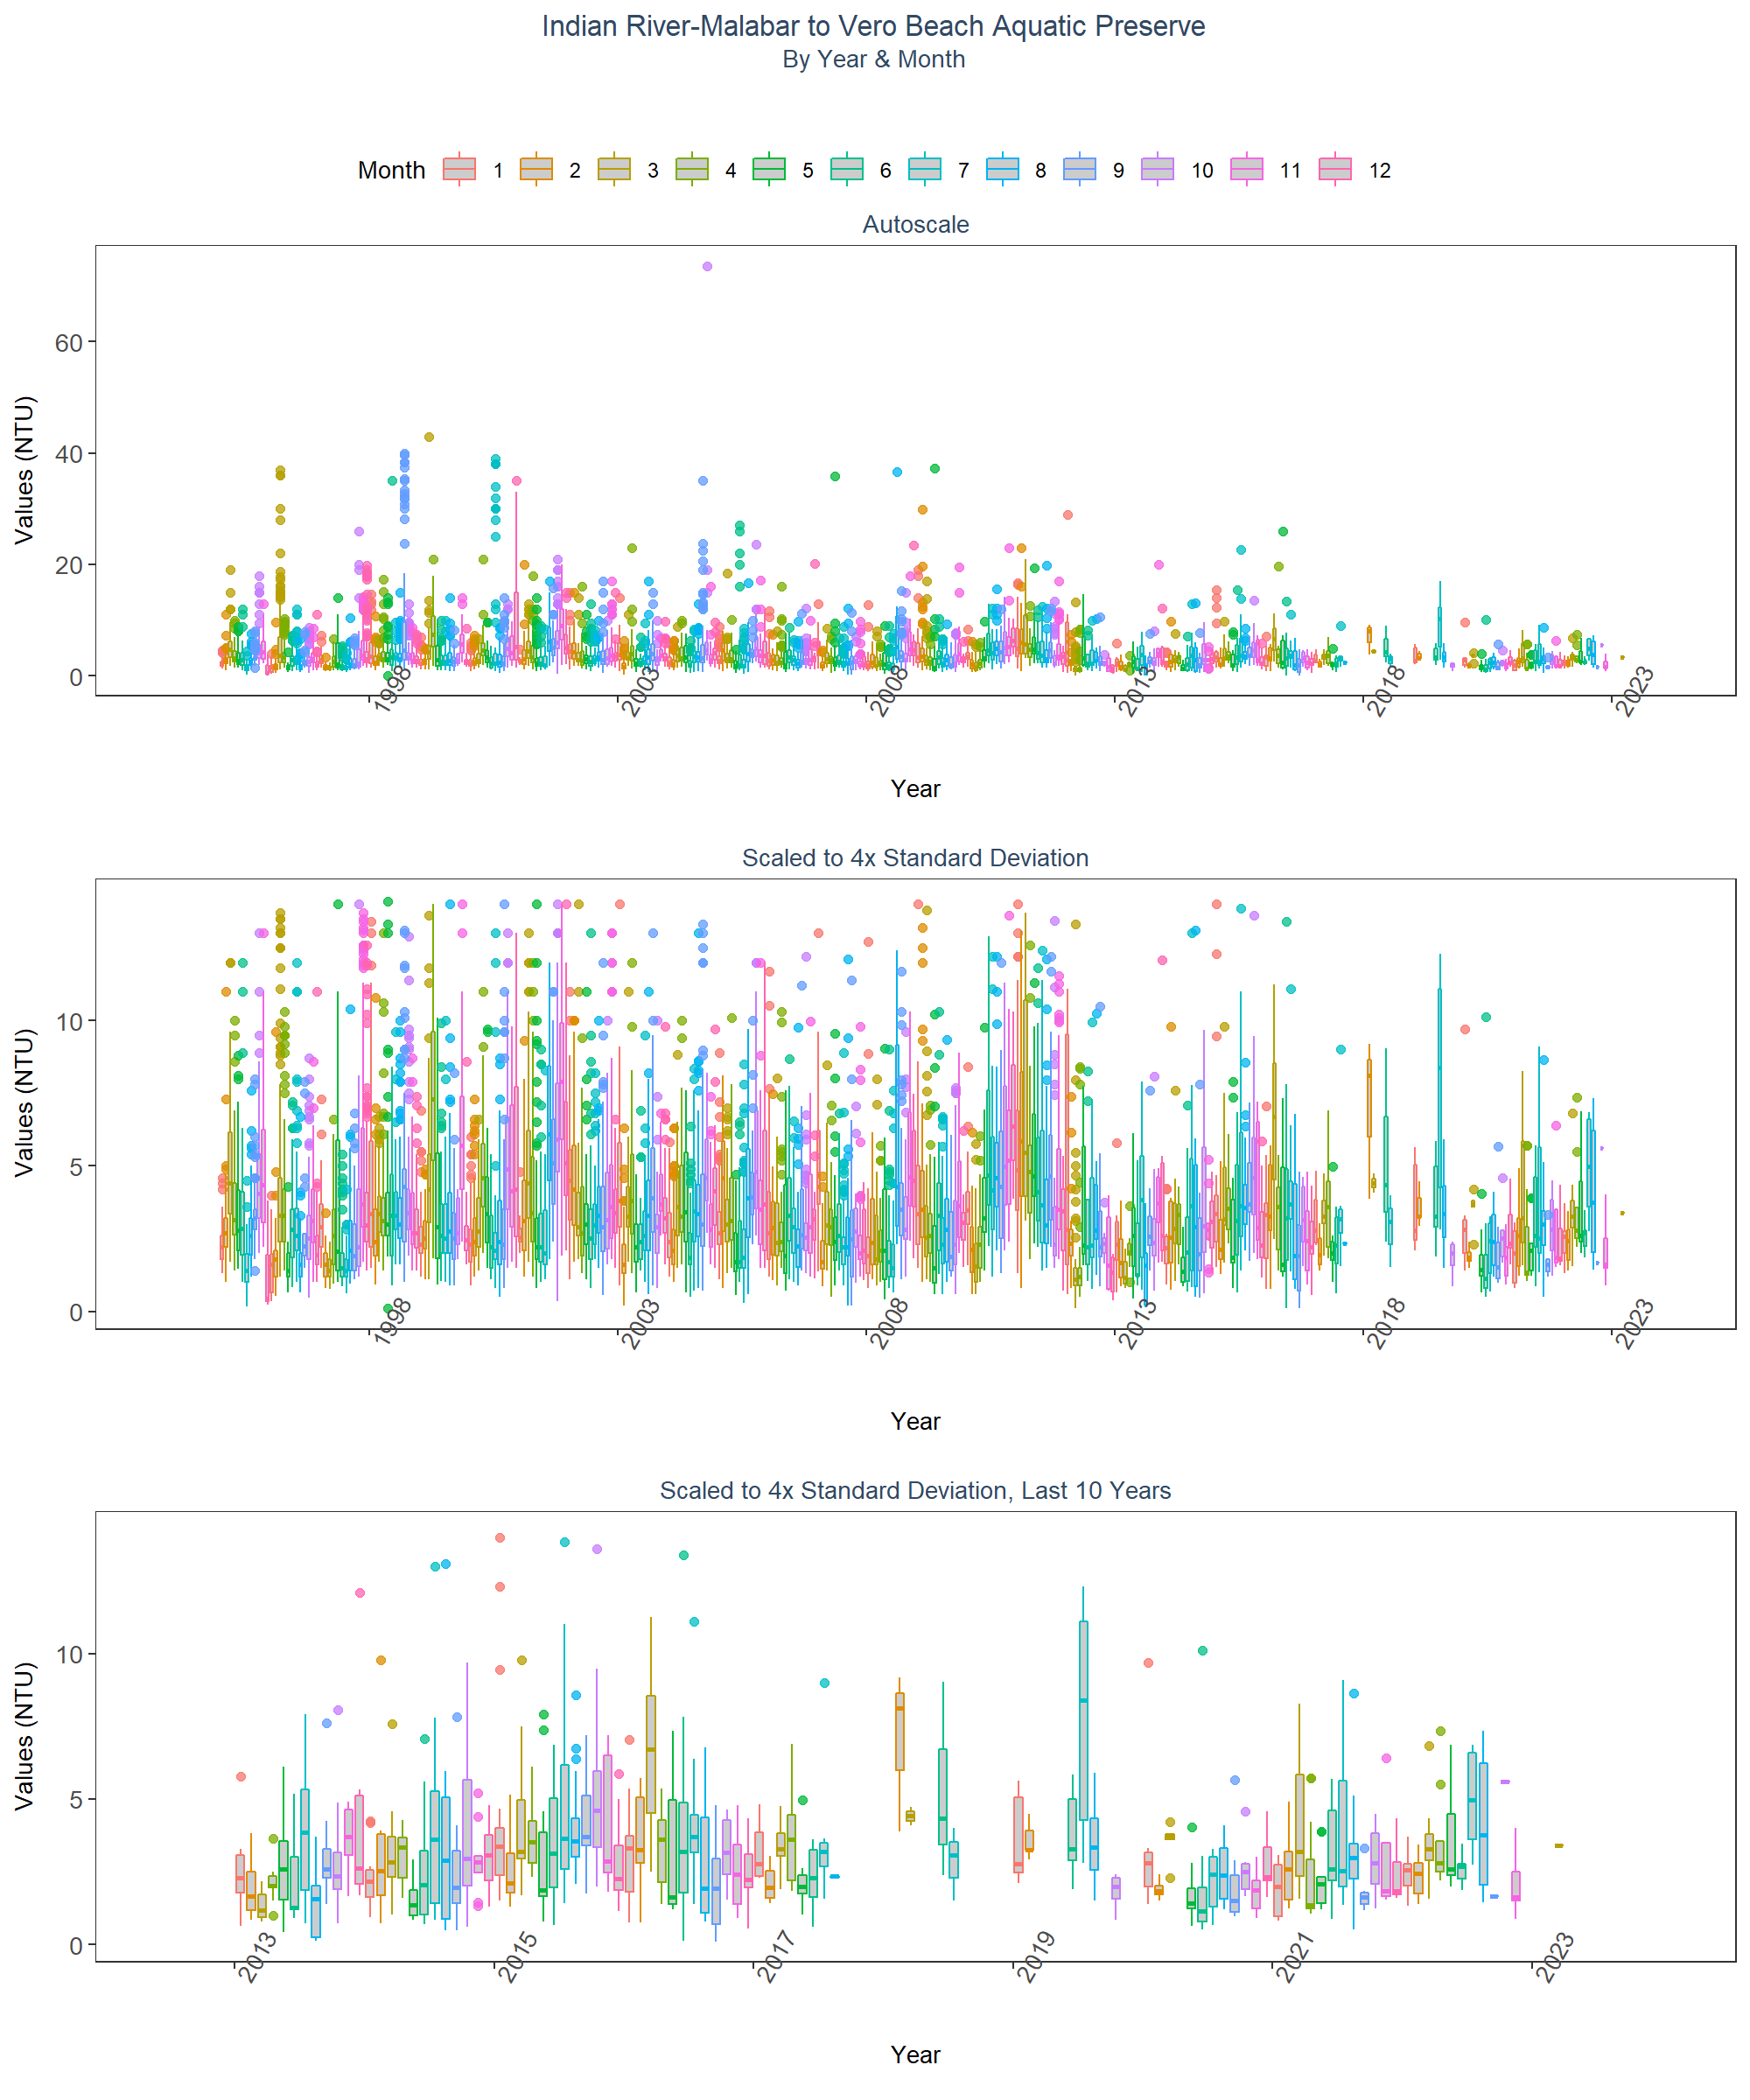 Indian River-Malabar to Vero Beach Aquatic Preserve
By Year & Month
Month 1 2 3 4 5 6 7 8 9 10 11 12
Autoscale
Values (NTU)
60
40
20
0
1998 2003 2008 2013 2018 2023
Year
Scaled to 4x Standard Deviation
Values (NTU)
10
5
0
1998 2003 2008 2013 2018 2023
Year
Scaled to 4x Standard Deviation, Last 10 Years
Values (NTU)
10
5
0
2013 2015 2017 2019 2021 2023
Year